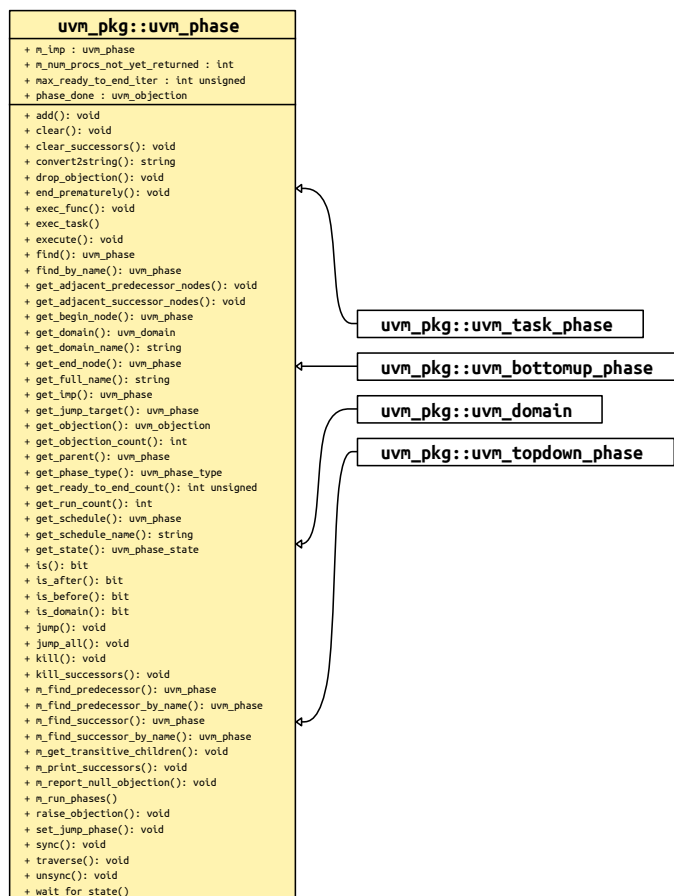 uvm_pkg::uvm_phase
+ m_imp : uvm_phase
+ m_num_procs_not_yet_returned : int
+ max_ready_to_end_iter : int unsigned
+ phase_done : uvm_objection
+ add(): void
+ clear(): void
+ clear_successors(): void
+ convert2string(): string
+ drop_objection(): void
+ end_prematurely(): void
+ exec_func(): void
+ exec_task()
+ execute(): void
+ find(): uvm_phase
+ find_by_name(): uvm_phase
+ get_adjacent_predecessor_nodes(): void
+ get_adjacent_successor_nodes(): void
+ get_begin_node(): uvm_phase
+ get_domain(): uvm_domain
+ get_domain_name(): string
+ get_end_node(): uvm_phase
+ get_full_name(): string
+ get_imp(): uvm_phase
+ get_jump_target(): uvm_phase
+ get_objection(): uvm_objection
+ get_objection_count(): int
+ get_parent(): uvm_phase
+ get_phase_type(): uvm_phase_type
+ get_ready_to_end_count(): int unsigned
+ get_run_count(): int
+ get_schedule(): uvm_phase
+ get_schedule_name(): string
+ get_state(): uvm_phase_state
+ is(): bit
+ is_after(): bit
+ is_before(): bit
+ is_domain(): bit
+ jump(): void
+ jump_all(): void
+ kill(): void
+ kill_successors(): void
+ m_find_predecessor(): uvm_phase
+ m_find_predecessor_by_name(): uvm_phase
+ m_find_successor(): uvm_phase
+ m_find_successor_by_name(): uvm_phase
+ m_get_transitive_children(): void
+ m_print_successors(): void
+ m_report_null_objection(): void
+ m_run_phases()
+ raise_objection(): void
+ set_jump_phase(): void
+ sync(): void
+ traverse(): void
+ unsync(): void
+ wait_for_state()
uvm_pkg::uvm_task_phase
uvm_pkg::uvm_bottomup_phase
uvm_pkg::uvm_domain
uvm_pkg::uvm_topdown_phase